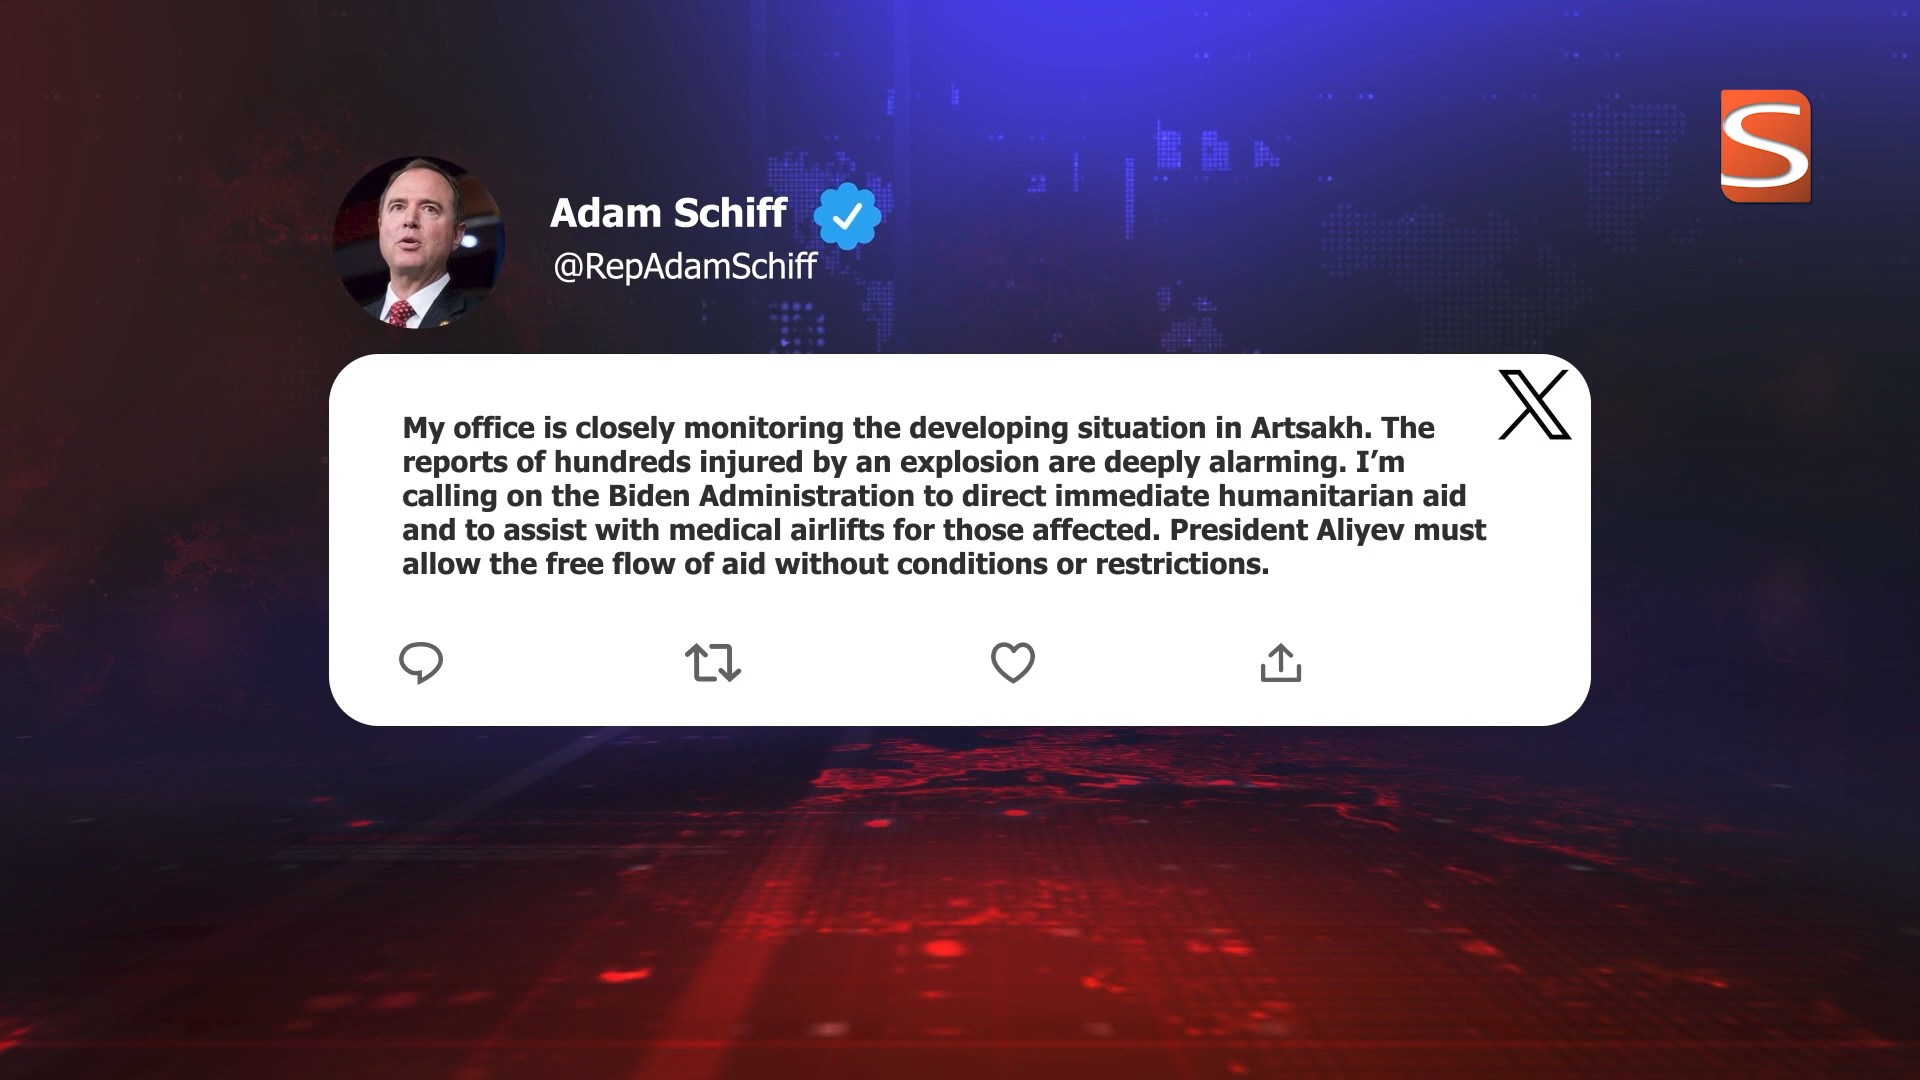 S
Adam Schiff
@RepAdamSchiff
My office is closely monitoring the developing situation in Artsakh. The
reports of hundreds injured by an explosion are deeply alarming. I’m
calling on the Biden Administration to direct immediate humanitarian aid
and to assist with medical airlifts for those affected. President Aliyev must
allow the free flow of aid without conditions or restrictions.